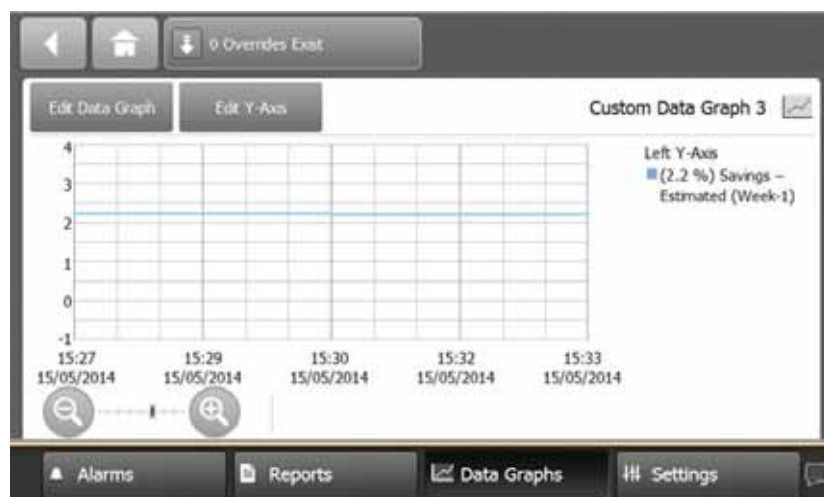 0 Overrides Exist
Edit Data Graph
Edit Y-Axis
Custom Data Graph 3
4
3
2
1
0
-1
Left Y-Axis
(2.2 %) Savings –
Estimated (Week-1)
15:27
15/05/2014
15:29
15/05/2014
15:30
15/05/2014
15:32
15/05/2014
15:33
15/05/2014
Alarms
Reports
Data Graphs
Settings